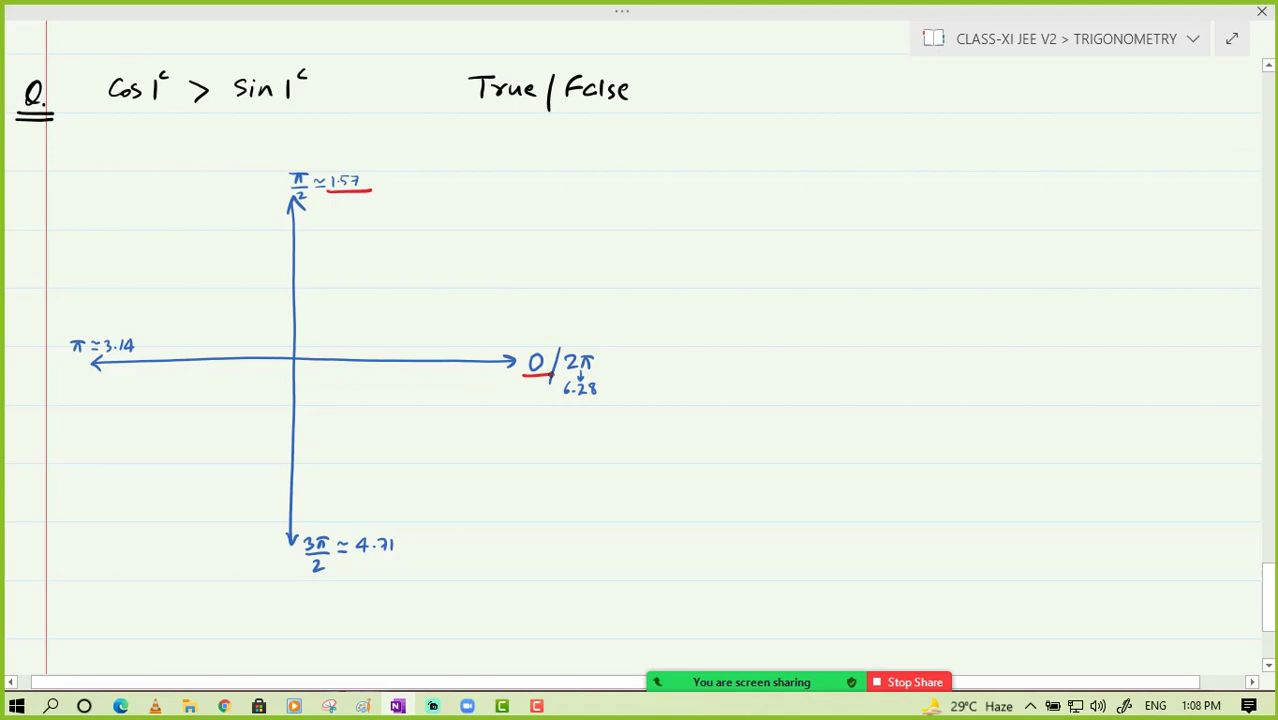 CLASS-XI JEE V2 > TRIGONOMETRY
Q. Cos 1ᶜ > sin 1ᶜ True / False
π/2 ≃ 1.57
π ≃ 3.14
0 / 2π
6.28
3π/2 ≃ 4.71
You are screen sharing Stop Share
29°C Haze ENG 1:08 PM